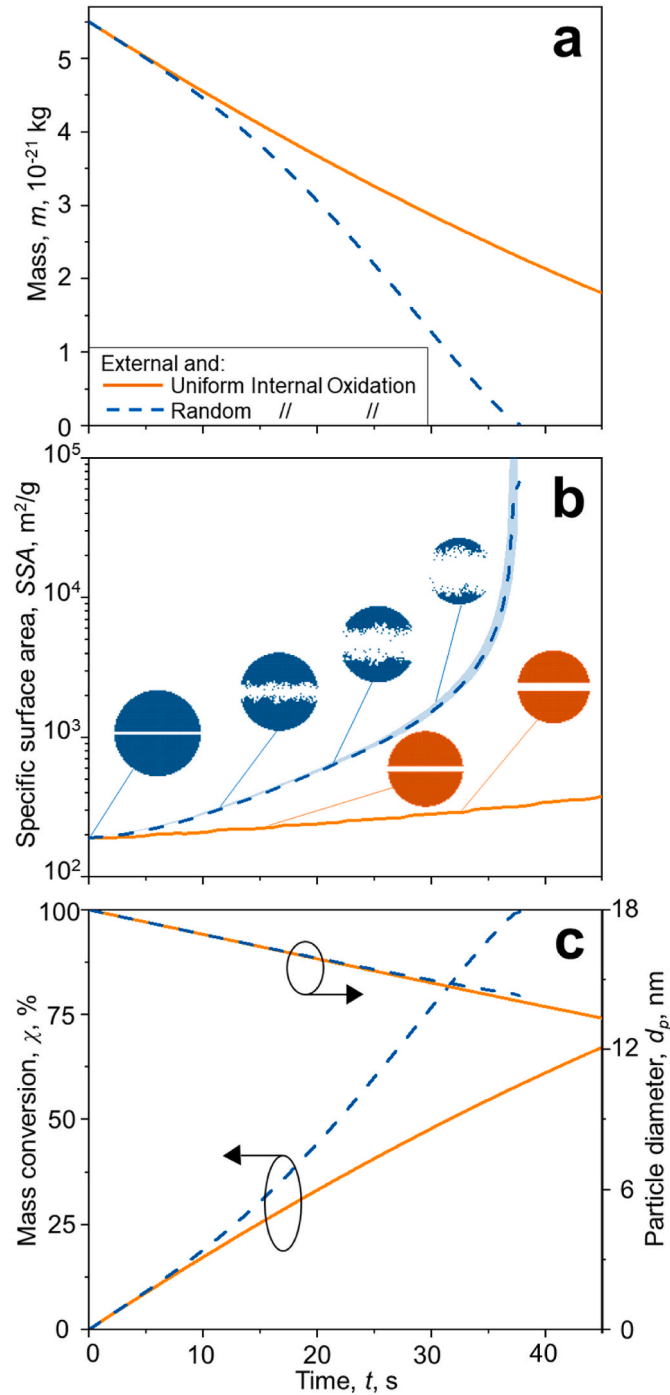 a
Mass, m, 10⁻²¹ kg
5
4
3
2
1
0
External and:
Uniform Internal Oxidation
Random // //
b
Specific surface area, SSA, m²/g
10⁵
10⁴
10³
10²
c
Mass conversion, χ, %
100
75
50
25
0
Particle diameter, dₚ, nm
18
12
6
0
0 10 20 30 40
Time, t, s